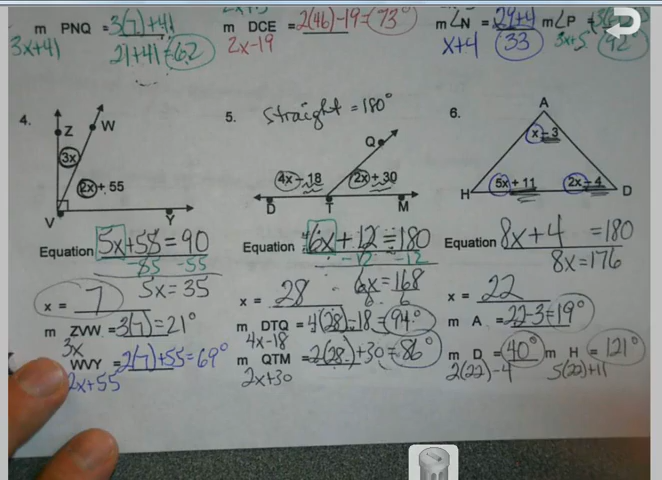 m PNQ = 3(7)+41
3x+41
21+41=62
m DCE = 2(46)-19=73°
2x-19
m∠N = 29+4 m∠P =
x+4 33 3x+5 92
4.
Z
W
3x
2x + 55
V
Y
Equation 5x+55=90
-55 -55
5x=35
x = 7
m ZVW = 3(7)=21°
3x
WVY = 2(7)+55=69°
2x+55
5. straight = 180°
Q
4x - 18
2x + 30
D
T
M
Equation 6x+12=180
-12 -12
6x=168
6 6
x = 28
m DTQ = 4(28)-18=94°
4x-18
m QTM = 2(28)+30=86°
2x+30
6.
A
x - 3
5x + 11
2x - 4
H
D
Equation 8x+4 =180
8x=176
x = 22
m A = 22-3=19°
m D = 40° m H = 121°
2(22)-4 5(22)+11